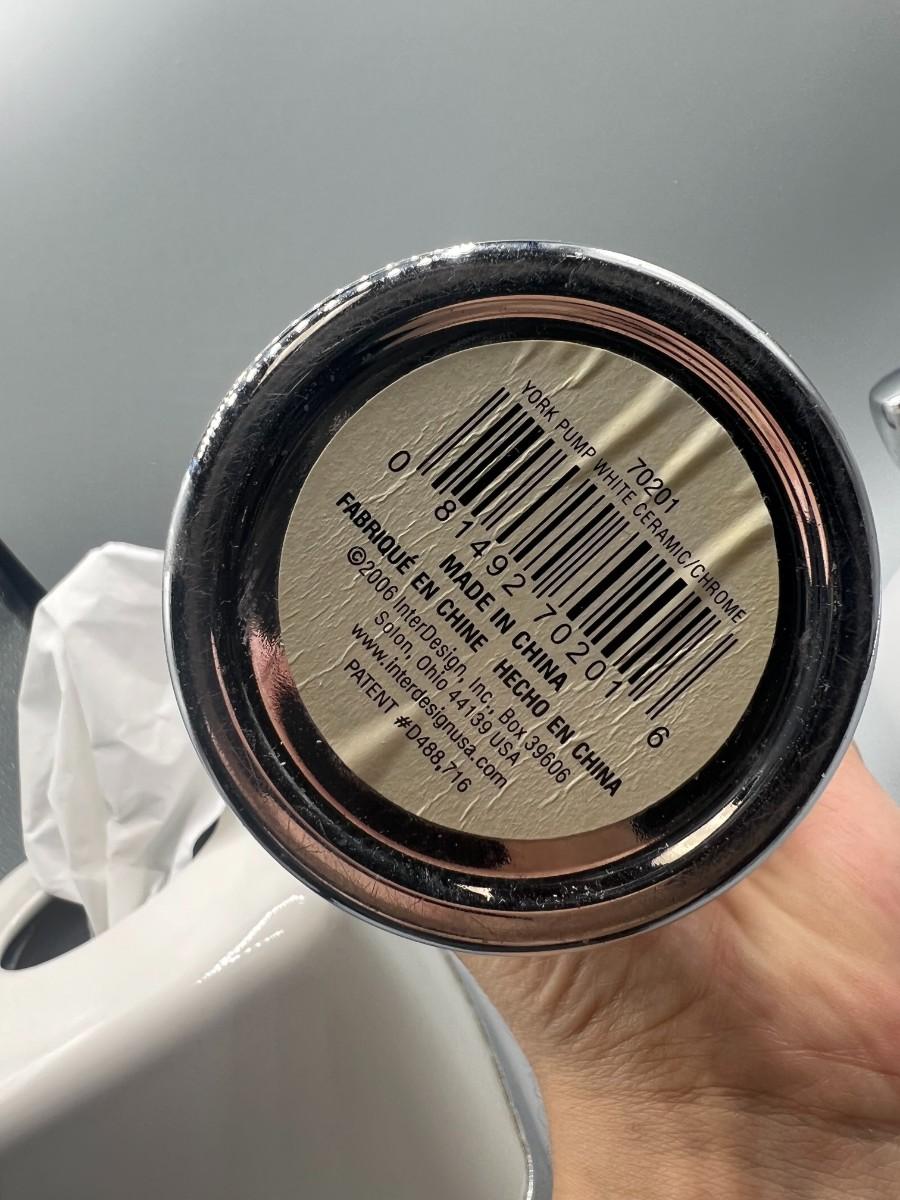 70201
YORK PUMP WHITE CERAMIC/CHROME
0 81492 70201 6
MADE IN CHINA
FABRIQUÉ EN CHINE HECHO EN CHINA
©2006 InterDesign, Inc., Box 39606
Solon, Ohio 44139 USA
www.interdesignusa.com
PATENT #D488,716